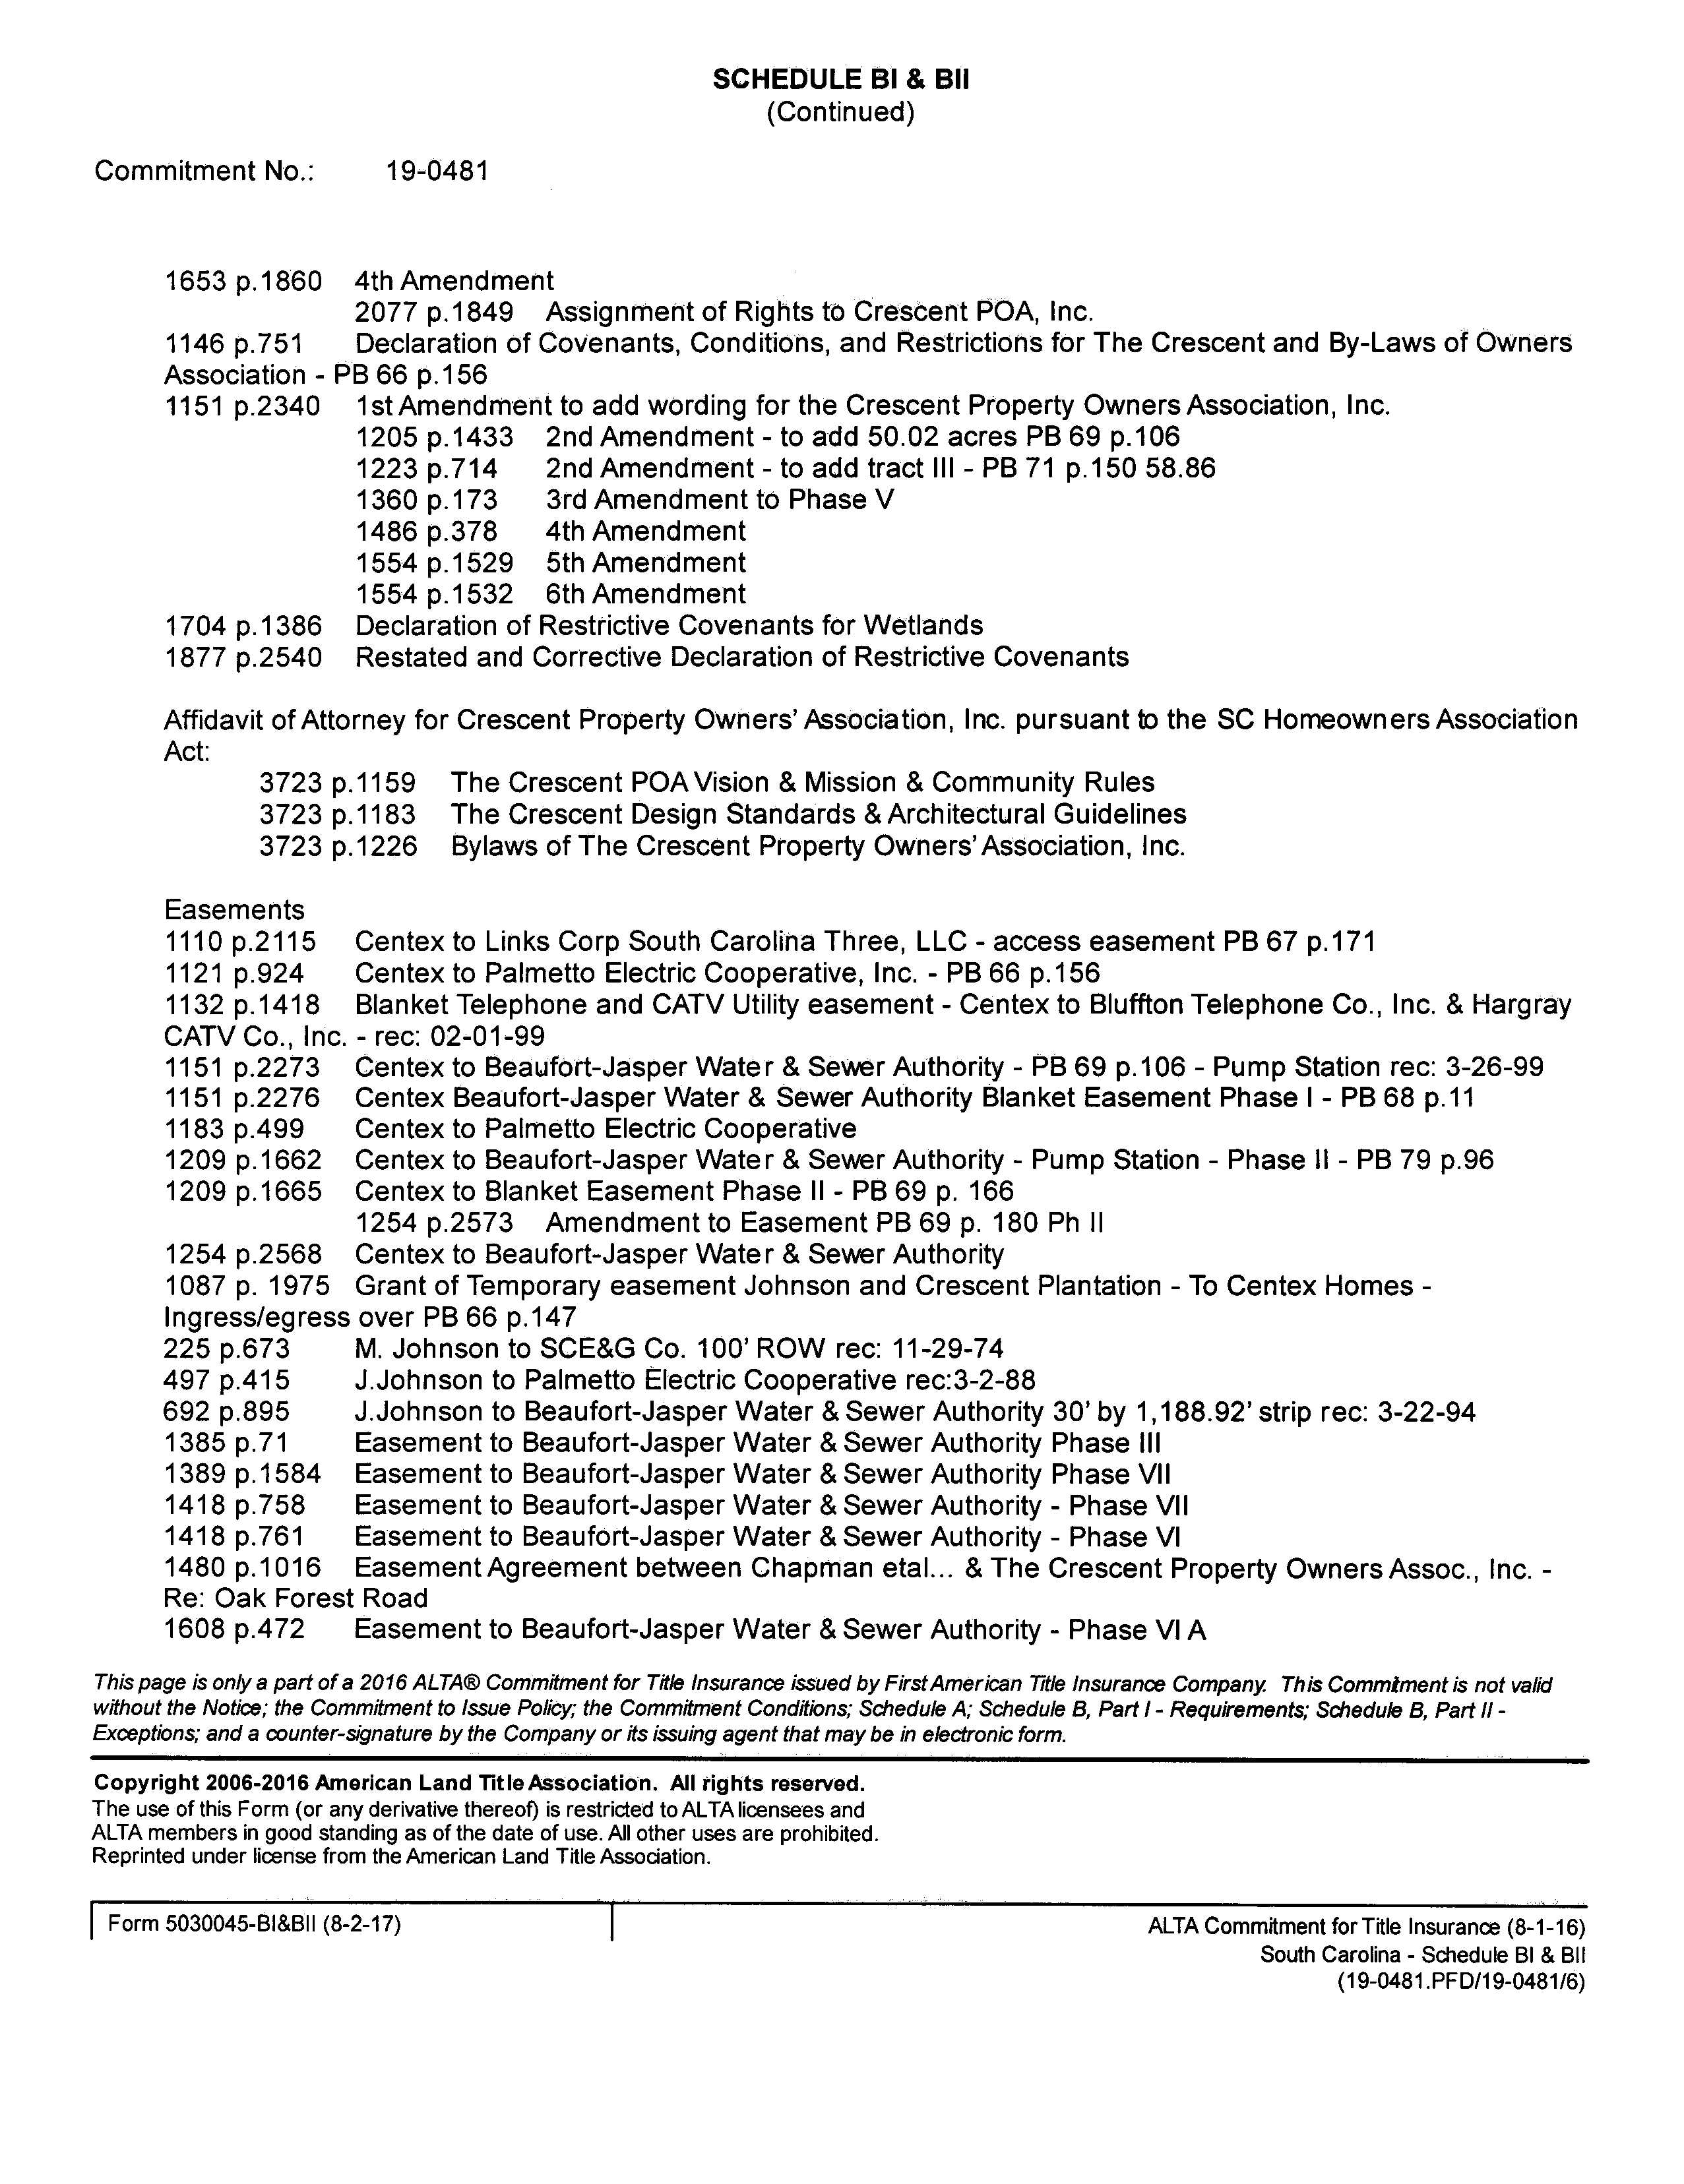 SCHEDULE BI & BII
(Continued)
Commitment No.: 19-0481
1653 p.1860 4th Amendment
2077 p.1849 Assignment of Rights to Crescent POA, Inc.
1146 p.751 Declaration of Covenants, Conditions, and Restrictions for The Crescent and By-Laws of Owners
Association - PB 66 p.156
1151 p.2340 1st Amendment to add wording for the Crescent Property Owners Association, Inc.
1205 p.1433 2nd Amendment - to add 50.02 acres PB 69 p.106
1223 p.714 2nd Amendment - to add tract III - PB 71 p.150 58.86
1360 p.173 3rd Amendment to Phase V
1486 p.378 4th Amendment
1554 p.1529 5th Amendment
1554 p.1532 6th Amendment
1704 p.1386 Declaration of Restrictive Covenants for Wetlands
1877 p.2540 Restated and Corrective Declaration of Restrictive Covenants
Affidavit of Attorney for Crescent Property Owners' Association, Inc. pursuant to the SC Homeowners Association
Act:
3723 p.1159 The Crescent POA Vision & Mission & Community Rules
3723 p.1183 The Crescent Design Standards & Architectural Guidelines
3723 p.1226 Bylaws of The Crescent Property Owners' Association, Inc.
Easements
1110 p.2115 Centex to Links Corp South Carolina Three, LLC - access easement PB 67 p.171
1121 p.924 Centex to Palmetto Electric Cooperative, Inc. - PB 66 p.156
1132 p.1418 Blanket Telephone and CATV Utility easement - Centex to Bluffton Telephone Co., Inc. & Hargray
CATV Co., Inc. - rec: 02-01-99
1151 p.2273 Centex to Beaufort-Jasper Water & Sewer Authority - PB 69 p.106 - Pump Station rec: 3-26-99
1151 p.2276 Centex Beaufort-Jasper Water & Sewer Authority Blanket Easement Phase I - PB 68 p.11
1183 p.499 Centex to Palmetto Electric Cooperative
1209 p.1662 Centex to Beaufort-Jasper Water & Sewer Authority - Pump Station - Phase II - PB 79 p.96
1209 p.1665 Centex to Blanket Easement Phase II - PB 69 p. 166
1254 p.2573 Amendment to Easement PB 69 p. 180 Ph II
1254 p.2568 Centex to Beaufort-Jasper Water & Sewer Authority
1087 p. 1975 Grant of Temporary easement Johnson and Crescent Plantation - To Centex Homes -
Ingress/egress over PB 66 p.147
225 p.673 M. Johnson to SCE&G Co. 100' ROW rec: 11-29-74
497 p.415 J.Johnson to Palmetto Electric Cooperative rec:3-2-88
692 p.895 J.Johnson to Beaufort-Jasper Water & Sewer Authority 30' by 1,188.92' strip rec: 3-22-94
1385 p.71 Easement to Beaufort-Jasper Water & Sewer Authority Phase III
1389 p.1584 Easement to Beaufort-Jasper Water & Sewer Authority Phase VII
1418 p.758 Easement to Beaufort-Jasper Water & Sewer Authority - Phase VII
1418 p.761 Easement to Beaufort-Jasper Water & Sewer Authority - Phase VI
1480 p.1016 Easement Agreement between Chapman etal... & The Crescent Property Owners Assoc., Inc. -
Re: Oak Forest Road
1608 p.472 Easement to Beaufort-Jasper Water & Sewer Authority - Phase VI A
This page is only a part of a 2016 ALTA® Commitment for Title Insurance issued by First American Title Insurance Company. This Commitment is not valid
without the Notice; the Commitment to Issue Policy; the Commitment Conditions; Schedule A; Schedule B, Part I - Requirements; Schedule B, Part II -
Exceptions; and a counter-signature by the Company or its issuing agent that may be in electronic form.
Copyright 2006-2016 American Land Title Association. All rights reserved.
The use of this Form (or any derivative thereof) is restricted to ALTA licensees and
ALTA members in good standing as of the date of use. All other uses are prohibited.
Reprinted under license from the American Land Title Association.
Form 5030045-BI&BII (8-2-17)
ALTA Commitment for Title Insurance (8-1-16)
South Carolina - Schedule BI & BII
(19-0481.PFD/19-0481/6)